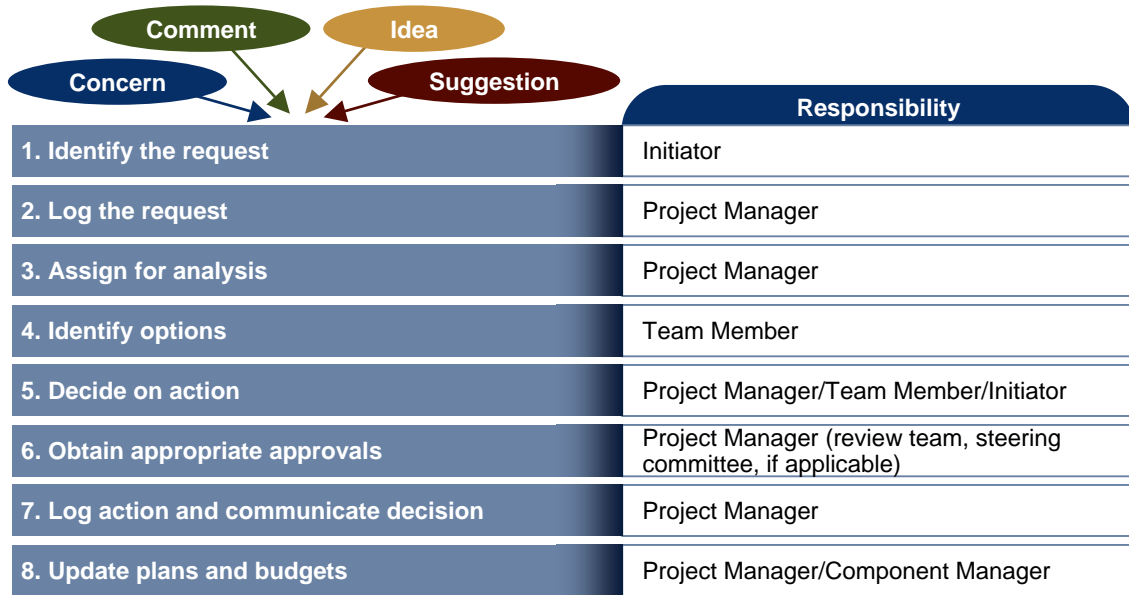 Comment
Idea
Concern
Suggestion
Responsibility
1. Identify the request
Initiator
2. Log the request
Project Manager
3. Assign for analysis
Project Manager
4. Identify options
Team Member
5. Decide on action
Project Manager/Team Member/Initiator
6. Obtain appropriate approvals
Project Manager (review team, steering
committee, if applicable)
7. Log action and communicate decision
Project Manager
8. Update plans and budgets
Project Manager/Component Manager